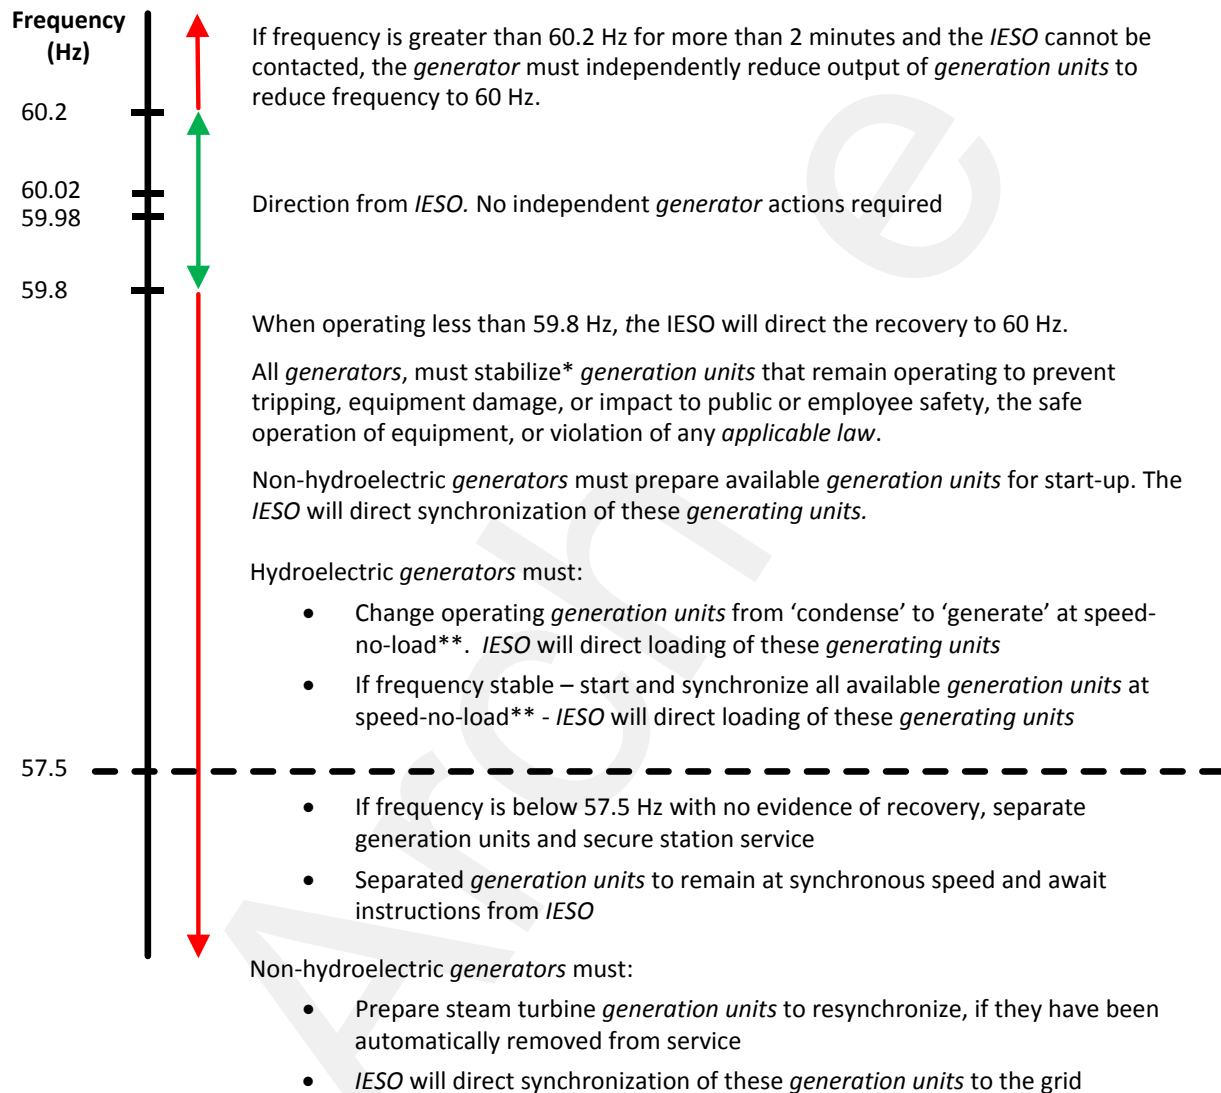 Frequency
(Hz)
If frequency is greater than 60.2 Hz for more than 2 minutes and the IESO cannot be
contacted, the generator must independently reduce output of generation units to
reduce frequency to 60 Hz.
60.2
60.02
59.98
Direction from IESO. No independent generator actions required
59.8
When operating less than 59.8 Hz, the IESO will direct the recovery to 60 Hz.
All generators, must stabilize* generation units that remain operating to prevent
tripping, equipment damage, or impact to public or employee safety, the safe
operation of equipment, or violation of any applicable law.
Non-hydroelectric generators must prepare available generation units for start-up. The
IESO will direct synchronization of these generating units.
Hydroelectric generators must:
• Change operating generation units from ‘condense’ to ‘generate’ at speed-
no-load**. IESO will direct loading of these generating units
• If frequency stable – start and synchronize all available generation units at
speed-no-load** - IESO will direct loading of these generating units
57.5
• If frequency is below 57.5 Hz with no evidence of recovery, separate
generation units and secure station service
• Separated generation units to remain at synchronous speed and await
instructions from IESO
Non-hydroelectric generators must:
• Prepare steam turbine generation units to resynchronize, if they have been
automatically removed from service
• IESO will direct synchronization of these generation units to the grid
Arch e